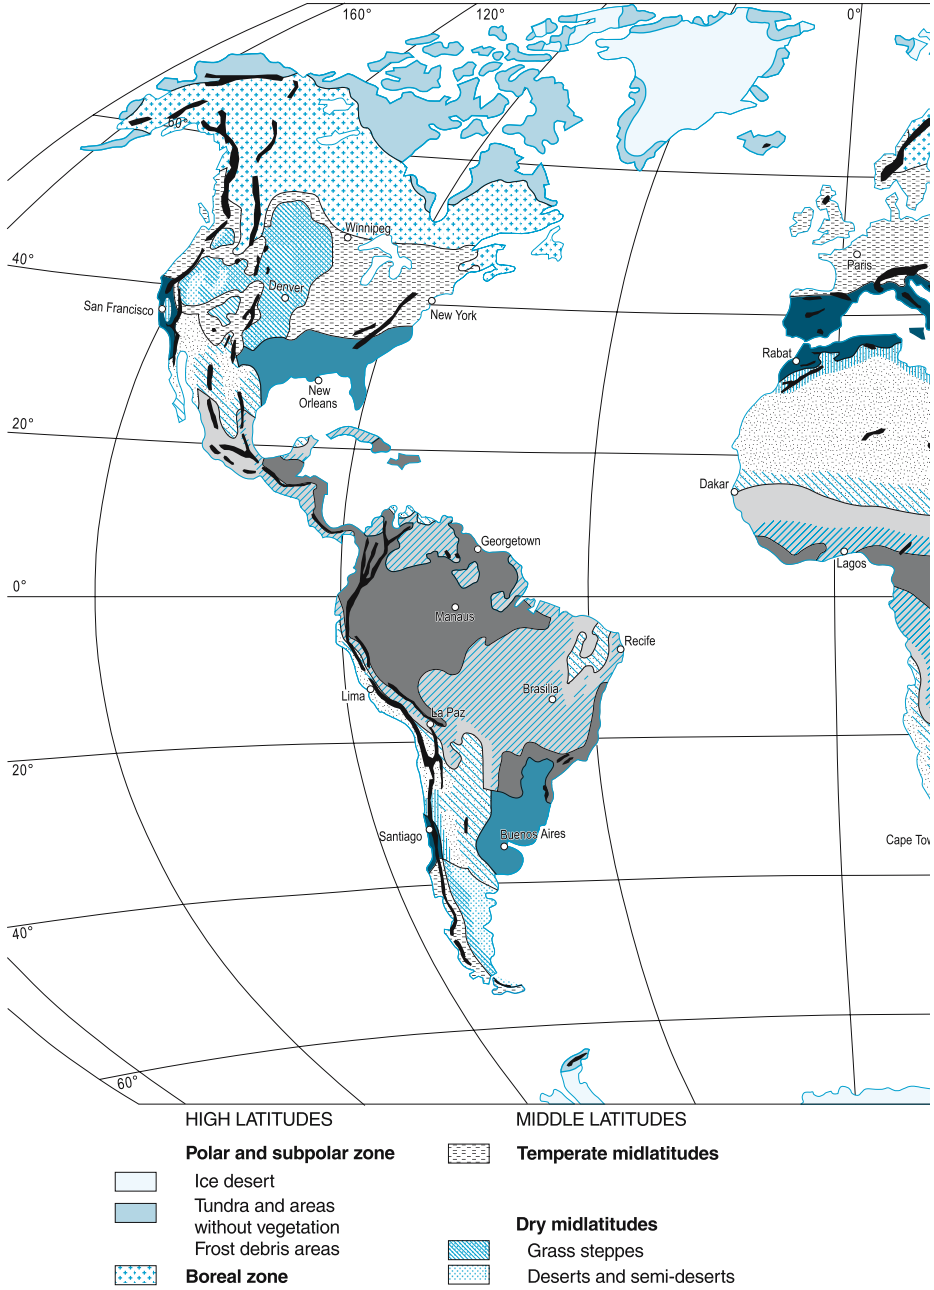 160°
120°
0°
60°
Winnipeg
40°
Paris
Denver
San Francisco
New York
Rabat
New
Orleans
20°
Dakar
Georgetown
Lagos
0°
Manaus
Recife
Lima
Brasilia
La Paz
20°
Santiago
Buenos Aires
Cape Tow
40°
60°
HIGH LATITUDES
Polar and subpolar zone
Ice desert
Tundra and areas
without vegetation
Frost debris areas
Boreal zone
MIDDLE LATITUDES
Temperate midlatitudes
Dry midlatitudes
Grass steppes
Deserts and semi-deserts